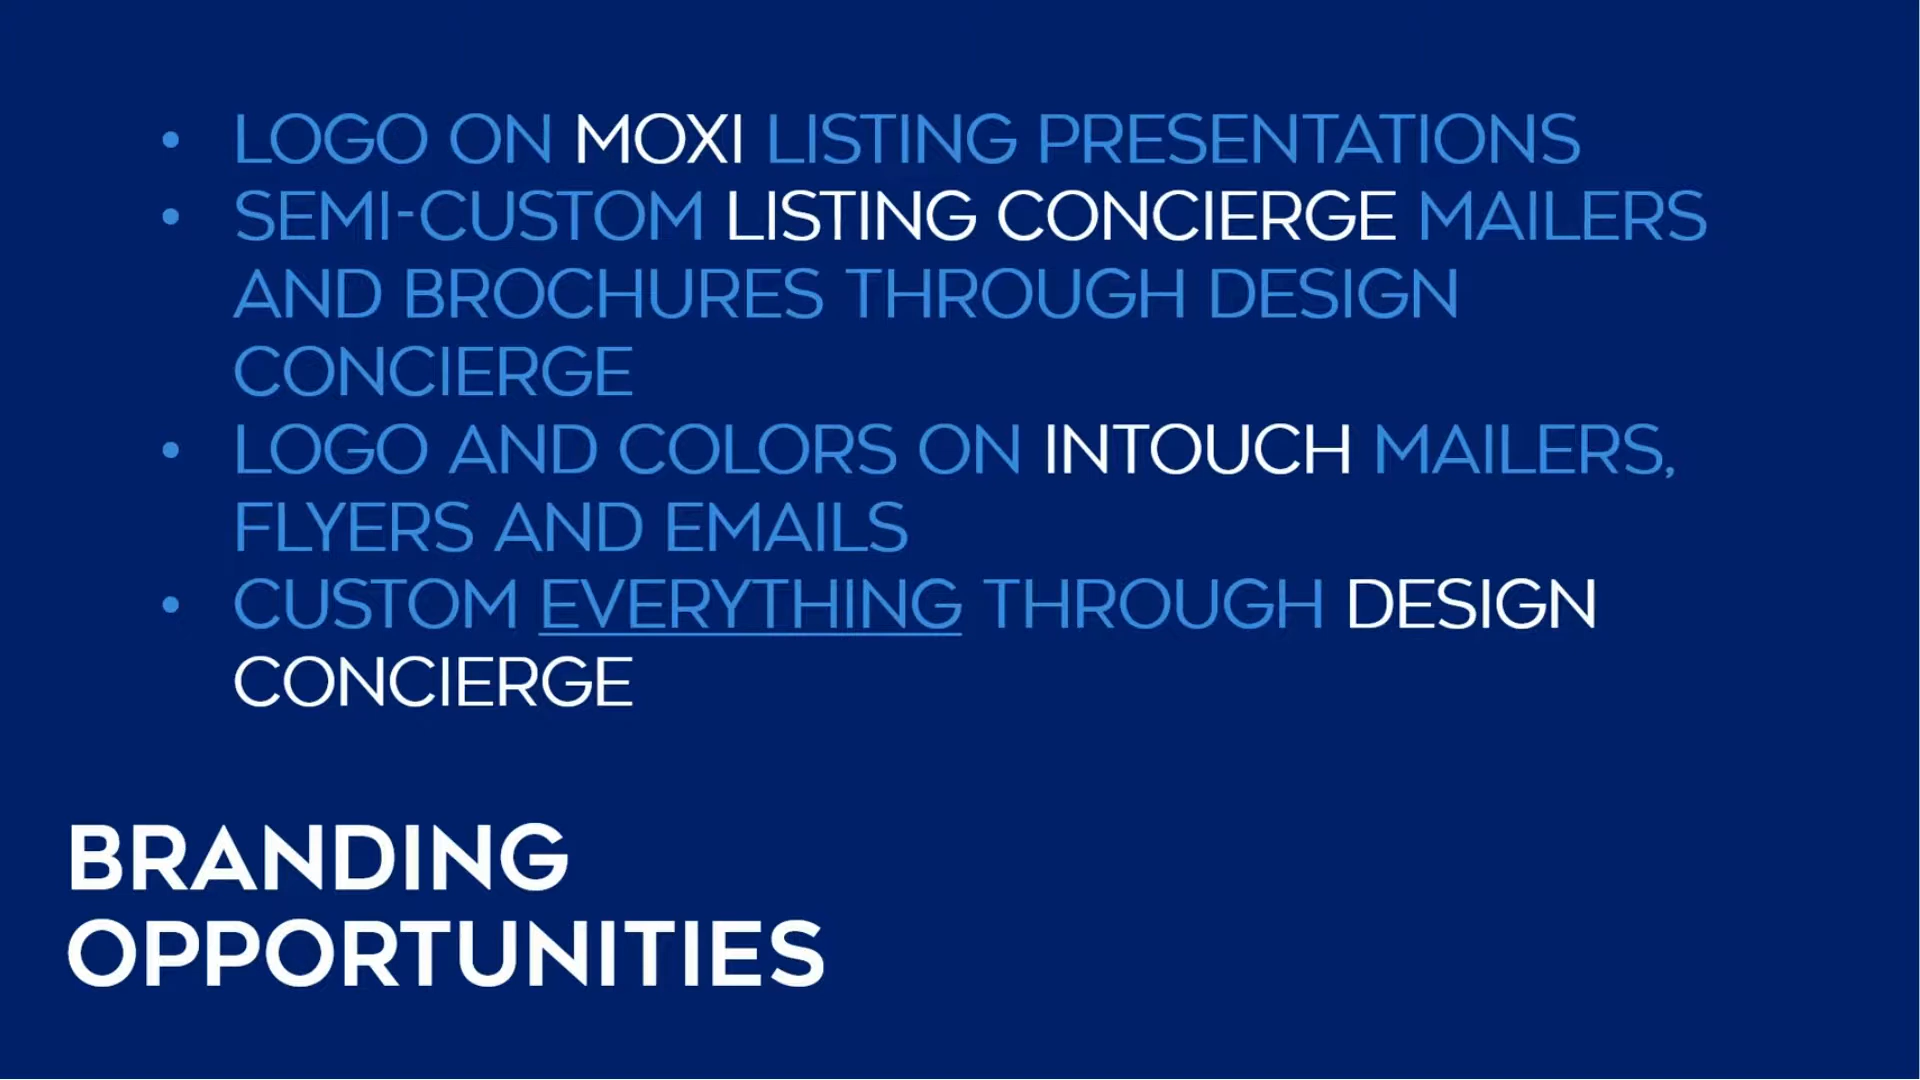 • LOGO ON MOXI LISTING PRESENTATIONS
• SEMI-CUSTOM LISTING CONCIERGE MAILERS
AND BROCHURES THROUGH DESIGN
CONCIERGE
• LOGO AND COLORS ON INTOUCH MAILERS,
FLYERS AND EMAILS
• CUSTOM EVERYTHING THROUGH DESIGN
CONCIERGE
BRANDING
OPPORTUNITIES